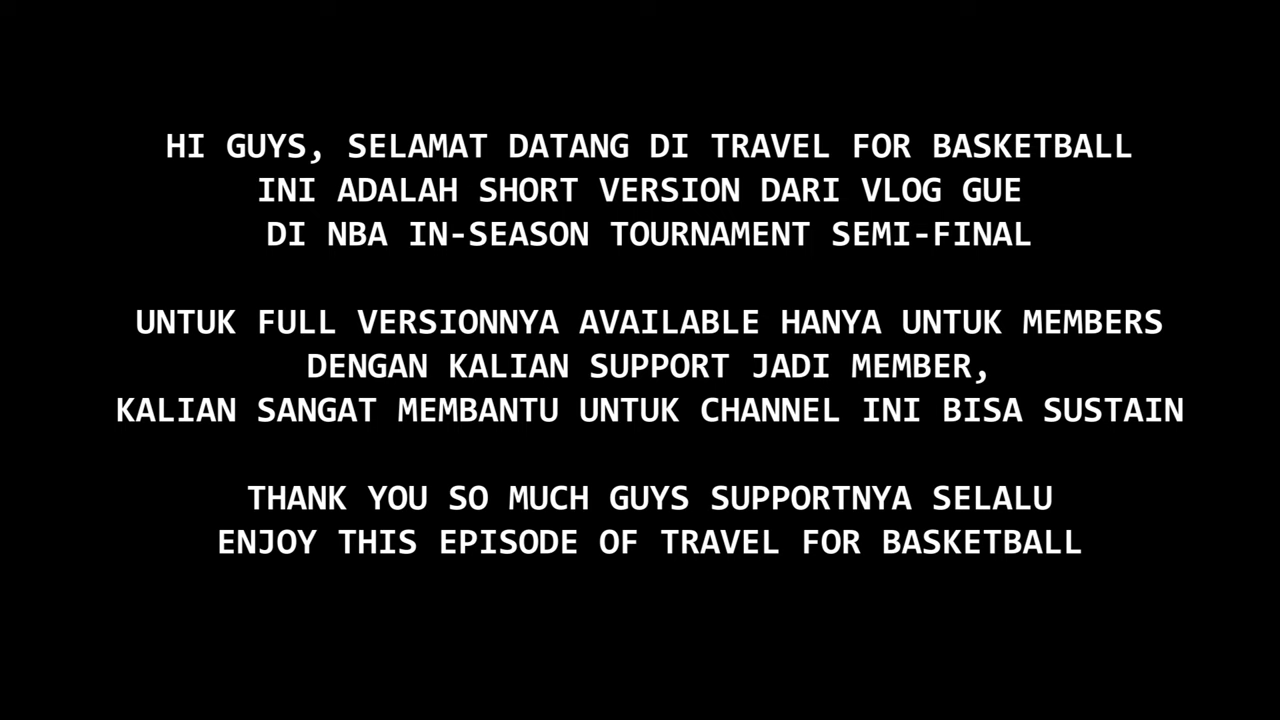 HI GUYS, SELAMAT DATANG DI TRAVEL FOR BASKETBALL
INI ADALAH SHORT VERSION DARI VLOG GUE
DI NBA IN-SEASON TOURNAMENT SEMI-FINAL
UNTUK FULL VERSIONNYA AVAILABLE HANYA UNTUK MEMBERS
DENGAN KALIAN SUPPORT JADI MEMBER,
KALIAN SANGAT MEMBANTU UNTUK CHANNEL INI BISA SUSTAIN
THANK YOU SO MUCH GUYS SUPPORTNYA SELALU
ENJOY THIS EPISODE OF TRAVEL FOR BASKETBALL